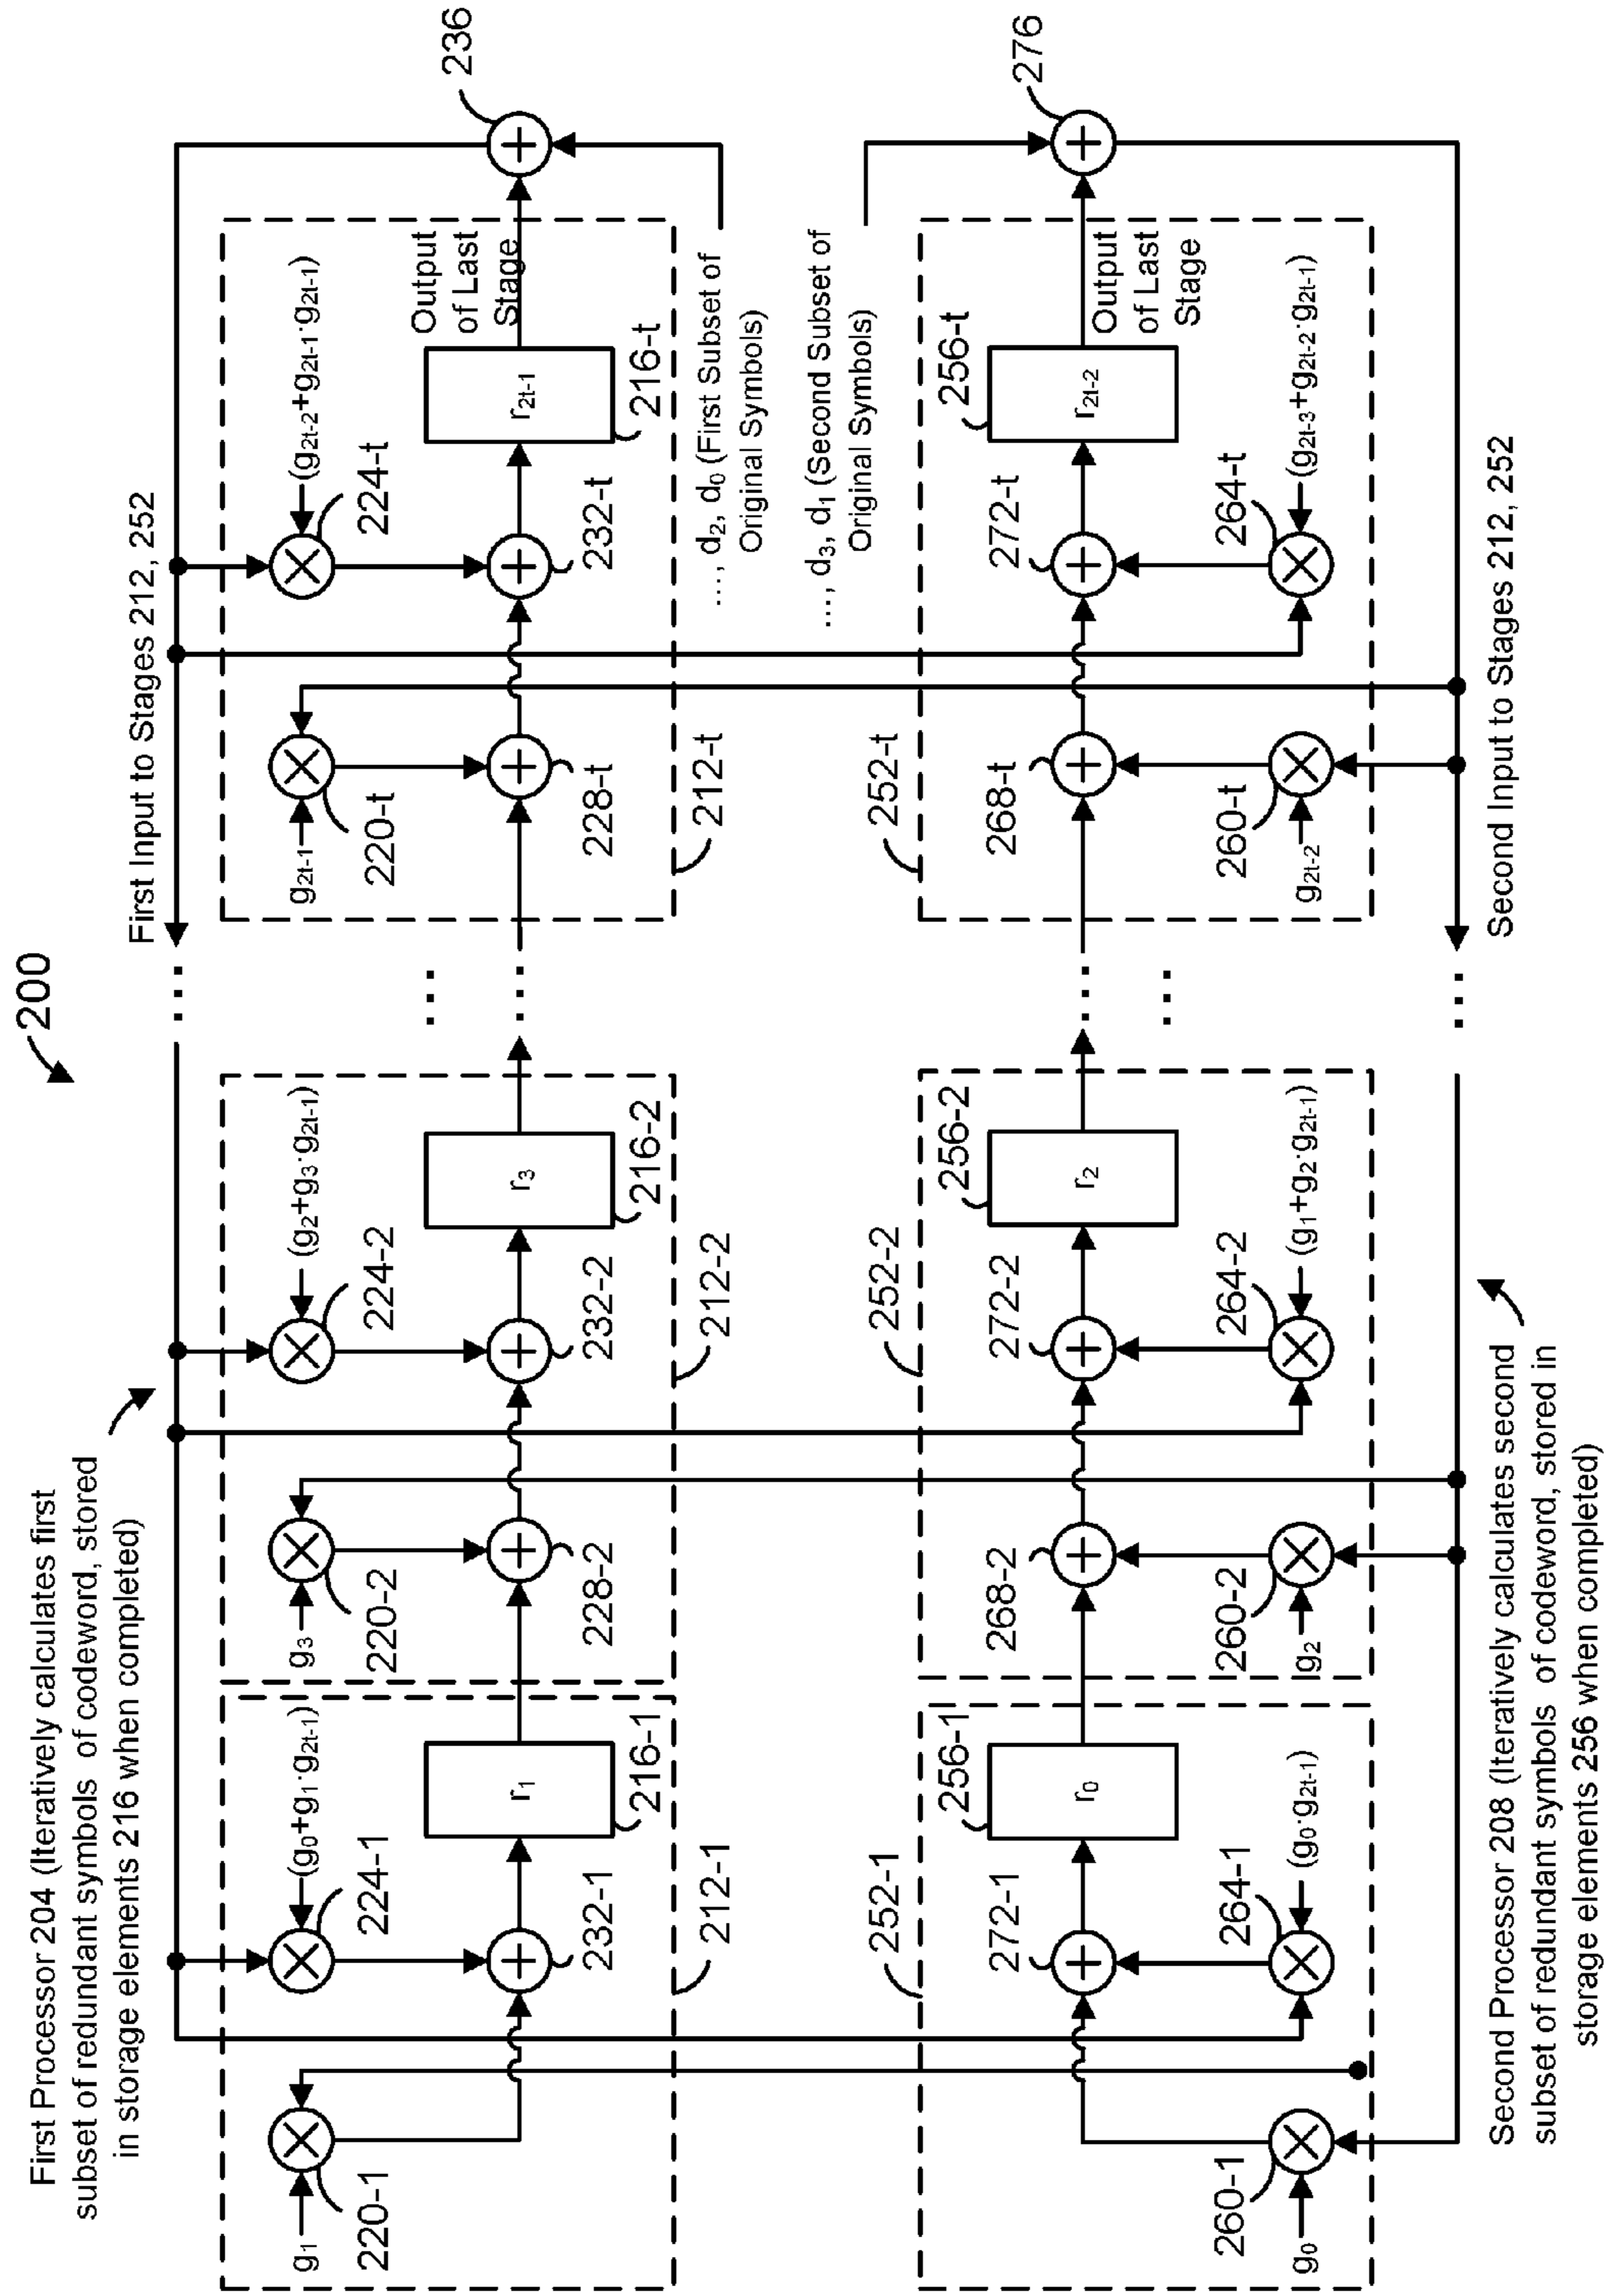 200
First Processor 204 (Iteratively calculates first
subset of redundant symbols of codeword, stored
in storage elements 216 when completed)
First Input to Stages 212, 252
g₁
220-1
(g₀+g₁·g₂ₜ₋₁)
224-1
232-1
r₁
216-1
212-1
g₃
220-2
228-2
(g₂+g₃·g₂ₜ₋₁)
224-2
232-2
r₃
216-2
212-2
...
...
...
g₂ₜ₋₁
220-t
228-t
(g₂ₜ₋₂+g₂ₜ₋₁·g₂ₜ₋₁)
224-t
232-t
r₂ₜ₋₁
216-t
212-t
Output
of Last
Stage
236
..., d₂, d₀ (First Subset of
Original Symbols)
..., d₃, d₁ (Second Subset of
Original Symbols)
276
252-1
256-1
r₀
272-1
264-1
(g₀·g₂ₜ₋₁)
260-1
g₀
252-2
256-2
r₂
272-2
268-2
264-2
(g₁+g₂·g₂ₜ₋₁)
260-2
g₂
...
...
...
252-t
256-t
r₂ₜ₋₂
272-t
268-t
264-t
(g₂ₜ₋₃+g₂ₜ₋₂·g₂ₜ₋₁)
260-t
g₂ₜ₋₂
Output
of Last
Stage
Second Processor 208 (Iteratively calculates second
subset of redundant symbols of codeword, stored in
storage elements 256 when completed)
Second Input to Stages 212, 252